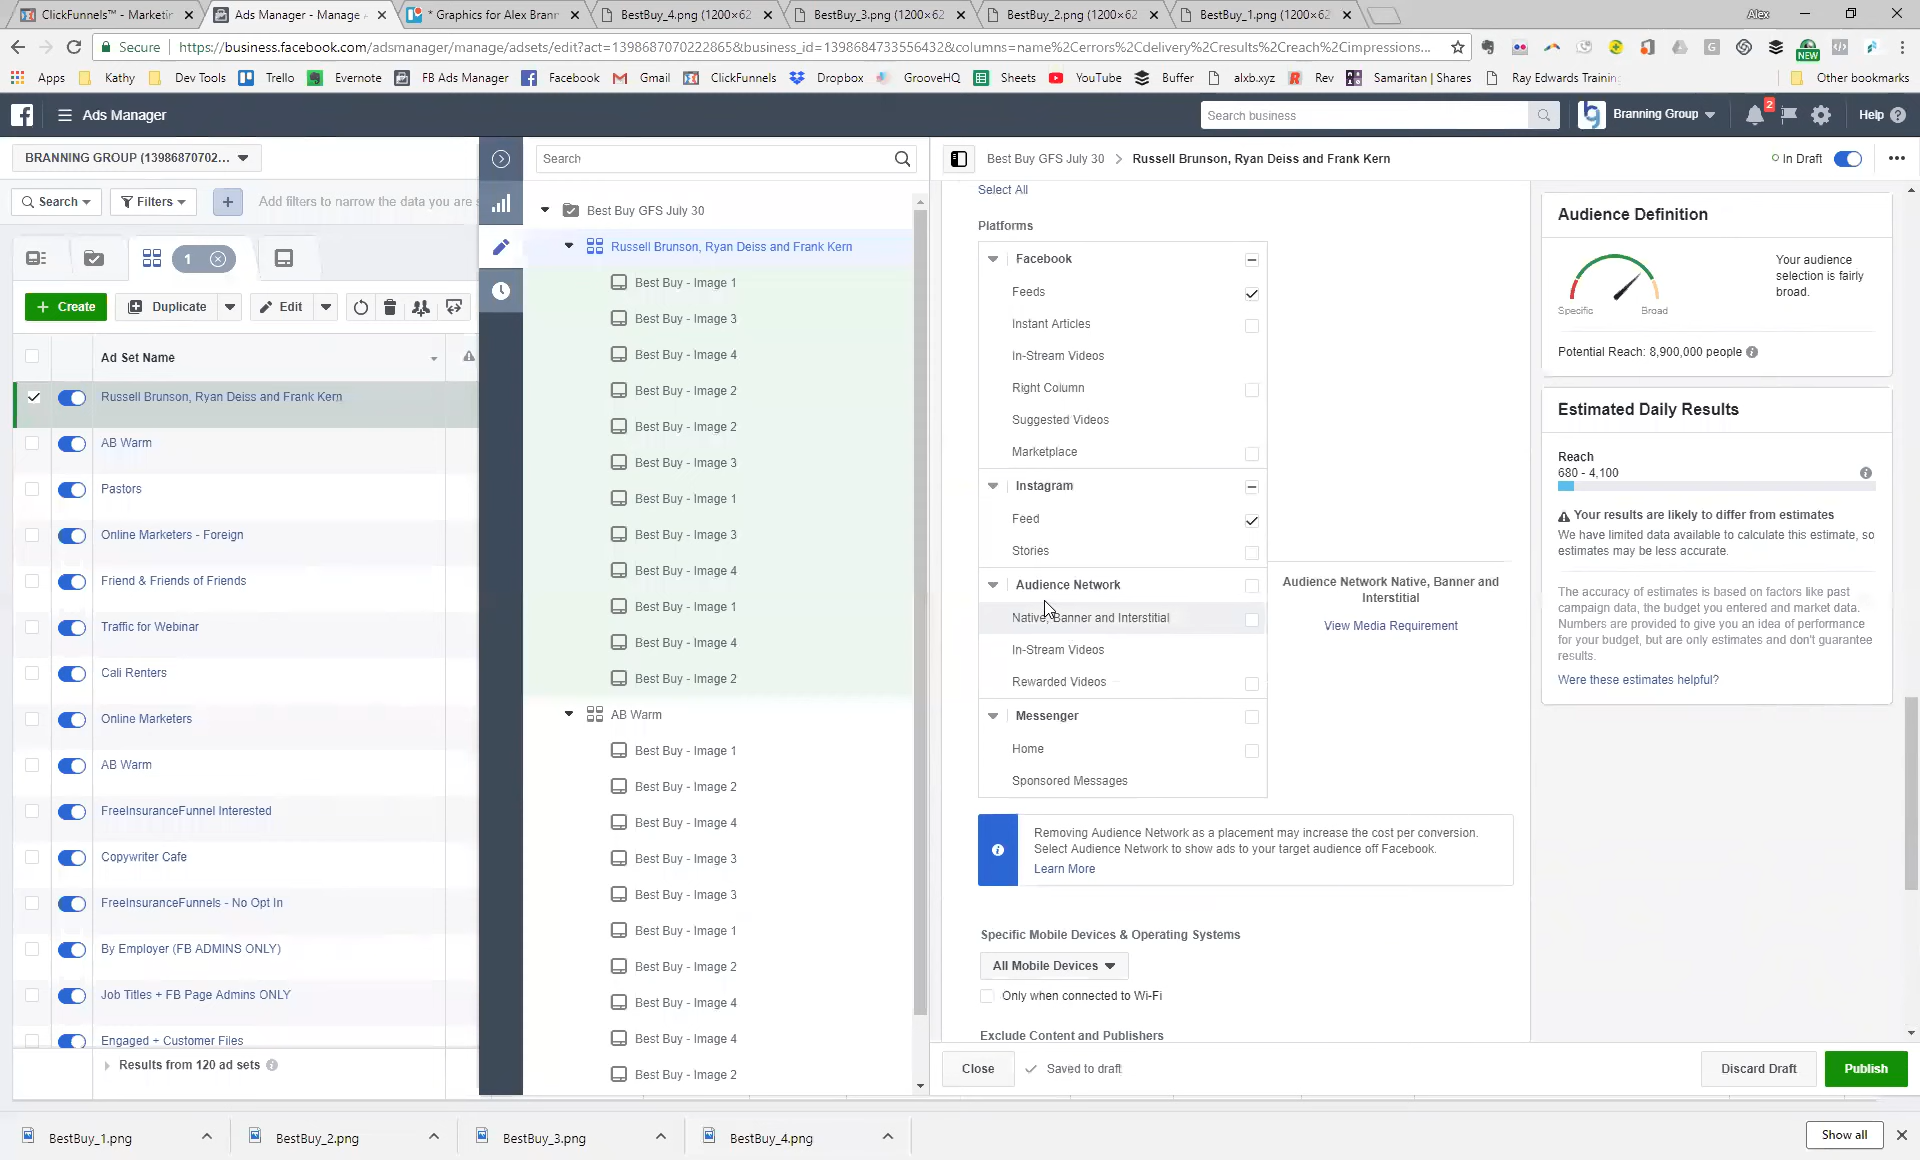 ClickFunnels™ - Marketin
Ads Manager - Manage A
* Graphics for Alex Brann
BestBuy_4.png (1200×62
BestBuy_3.png (1200×62
BestBuy_2.png (1200×62
BestBuy_1.png (1200×62
Alex
Secure
https://business.facebook.com/adsmanager/manage/adsets/edit?act=1398687070222865&business_id=1398684733556432&columns=name%2Cerrors%2Cdelivery%2Cresults%2Creach%2Cimpressions...
NEW
Apps
Kathy
Dev Tools
Trello
Evernote
FB Ads Manager
Facebook
Gmail
ClickFunnels
Dropbox
GrooveHQ
Sheets
YouTube
Buffer
alxb.xyz
Rev
Samaritan | Shares
Ray Edwards Training
Other bookmarks
Ads Manager
Search business
Branning Group
2
Help
BRANNING GROUP (13986870702...
Search
Filters
Add filters to narrow the data you are s
1
Create
Duplicate
Edit
Ad Set Name
Russell Brunson, Ryan Deiss and Frank Kern
AB Warm
Pastors
Online Marketers - Foreign
Friend & Friends of Friends
Traffic for Webinar
Cali Renters
Online Marketers
AB Warm
FreeInsuranceFunnel Interested
Copywriter Cafe
FreeInsuranceFunnels - No Opt In
By Employer (FB ADMINS ONLY)
Job Titles + FB Page Admins ONLY
Engaged + Customer Files
Results from 120 ad sets
Search
Best Buy GFS July 30
Russell Brunson, Ryan Deiss and Frank Kern
Best Buy - Image 1
Best Buy - Image 3
Best Buy - Image 4
Best Buy - Image 2
Best Buy - Image 2
Best Buy - Image 3
Best Buy - Image 1
Best Buy - Image 3
Best Buy - Image 4
Best Buy - Image 1
Best Buy - Image 4
Best Buy - Image 2
AB Warm
Best Buy - Image 1
Best Buy - Image 2
Best Buy - Image 4
Best Buy - Image 3
Best Buy - Image 3
Best Buy - Image 1
Best Buy - Image 2
Best Buy - Image 4
Best Buy - Image 4
Best Buy - Image 2
Best Buy GFS July 30 > Russell Brunson, Ryan Deiss and Frank Kern
In Draft
Select All
Platforms
Facebook
Feeds
Instant Articles
In-Stream Videos
Right Column
Suggested Videos
Marketplace
Instagram
Feed
Stories
Audience Network
Native, Banner and Interstitial
In-Stream Videos
Rewarded Videos
Messenger
Home
Sponsored Messages
Audience Network Native, Banner and
Interstitial
View Media Requirement
Removing Audience Network as a placement may increase the cost per conversion.
Select Audience Network to show ads to your target audience off Facebook.
Learn More
Specific Mobile Devices & Operating Systems
All Mobile Devices
Only when connected to Wi-Fi
Exclude Content and Publishers
Close
Saved to draft
Discard Draft
Publish
Audience Definition
Specific
Broad
Your audience
selection is fairly
broad.
Potential Reach: 8,900,000 people
Estimated Daily Results
Reach
680 - 4,100
Your results are likely to differ from estimates
We have limited data available to calculate this estimate, so
estimates may be less accurate.
The accuracy of estimates is based on factors like past
campaign data, the budget you entered and market data.
Numbers are provided to give you an idea of performance
for your budget, but are only estimates and don't guarantee
results.
Were these estimates helpful?
BestBuy_1.png
BestBuy_2.png
BestBuy_3.png
BestBuy_4.png
Show all